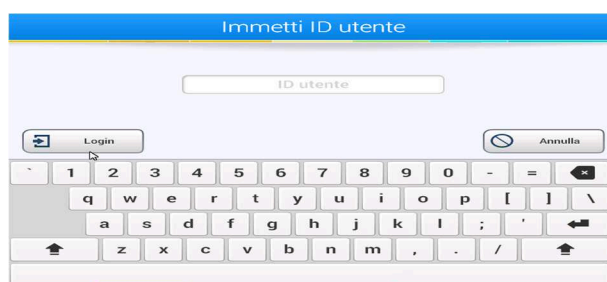 Immetti ID utente
ID utente
Login Annulla
` 1 2 3 4 5 6 7 8 9 0 - =
q w e r t y u i o p [ ] \
a s d f g h j k l ; '
z x c v b n m , . /